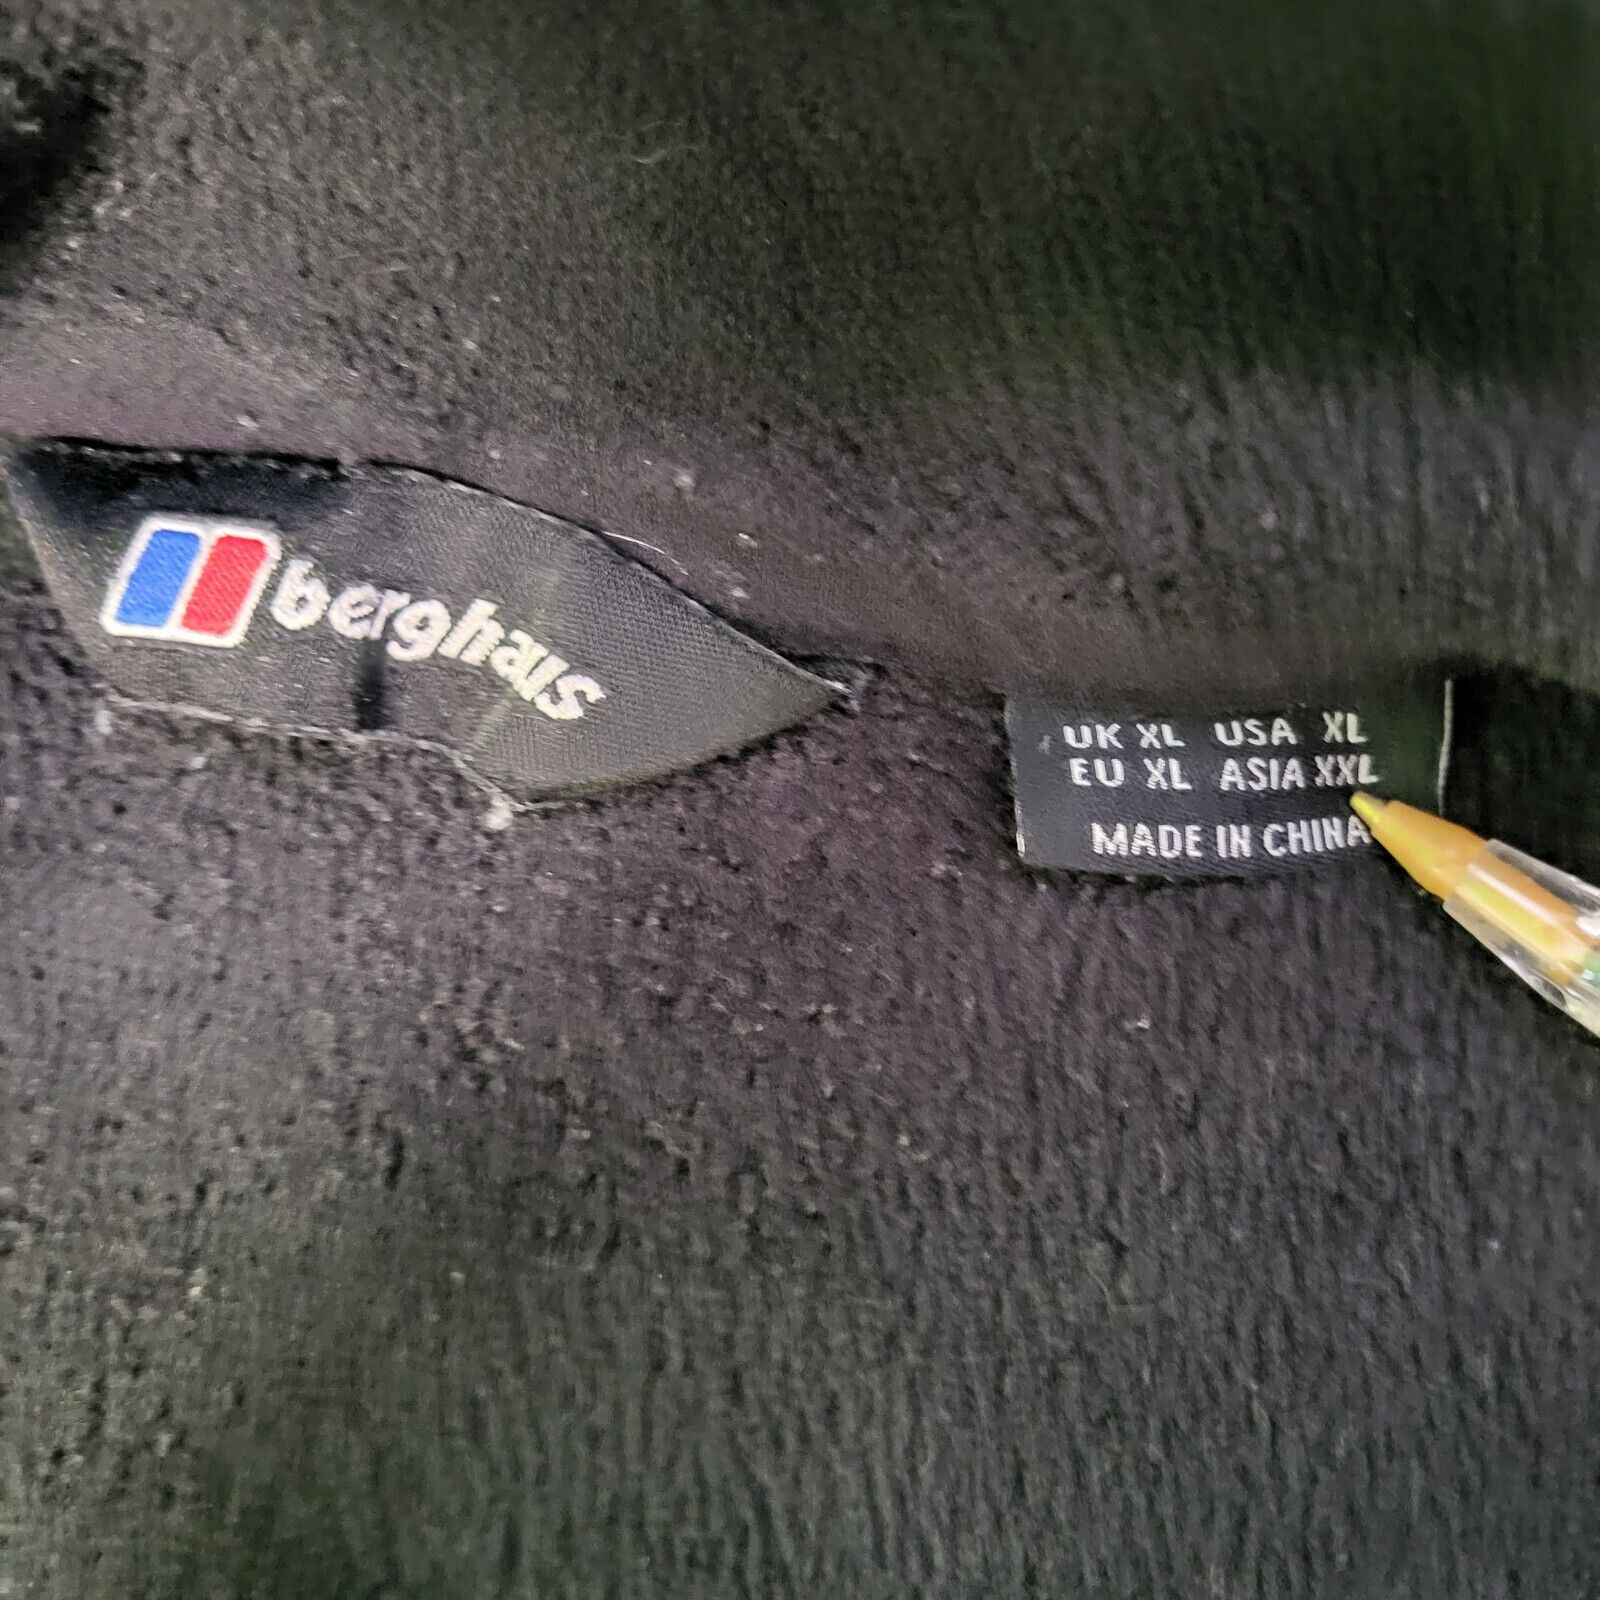 berghaus
UK XL USA XL
EU XL ASIA XXL
MADE IN CHINA